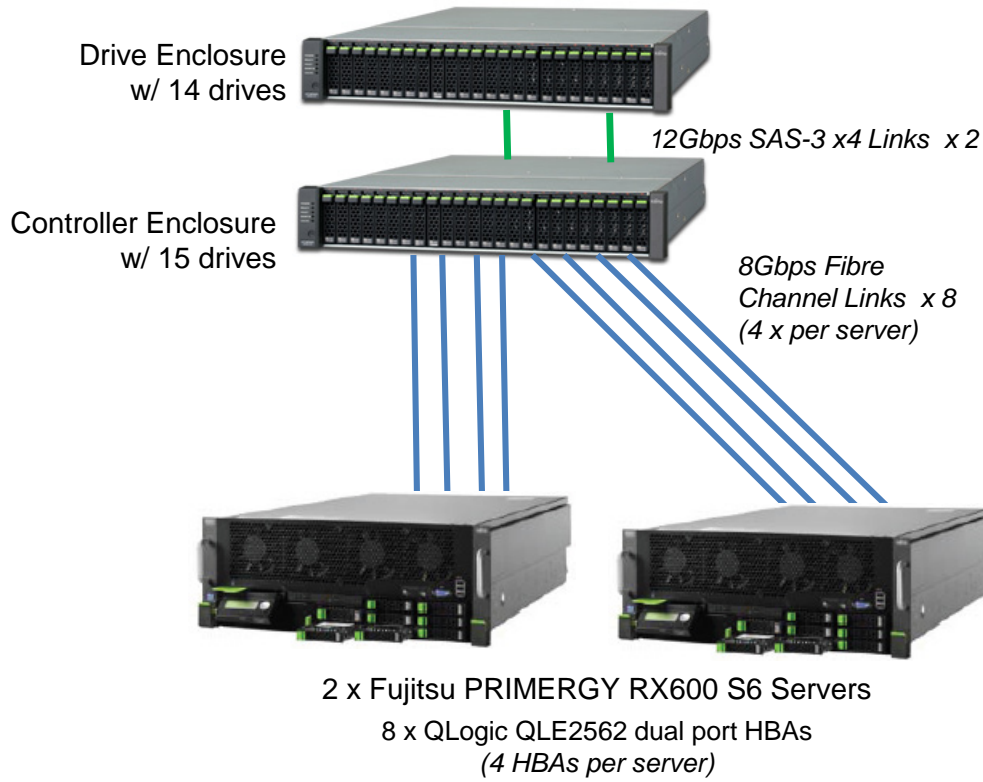 Drive Enclosure
w/ 14 drives
12Gbps SAS-3 x4 Links x 2
Controller Enclosure
w/ 15 drives
8Gbps Fibre
Channel Links x 8
(4 x per server)
2 x Fujitsu PRIMERGY RX600 S6 Servers
8 x QLogic QLE2562 dual port HBAs
(4 HBAs per server)